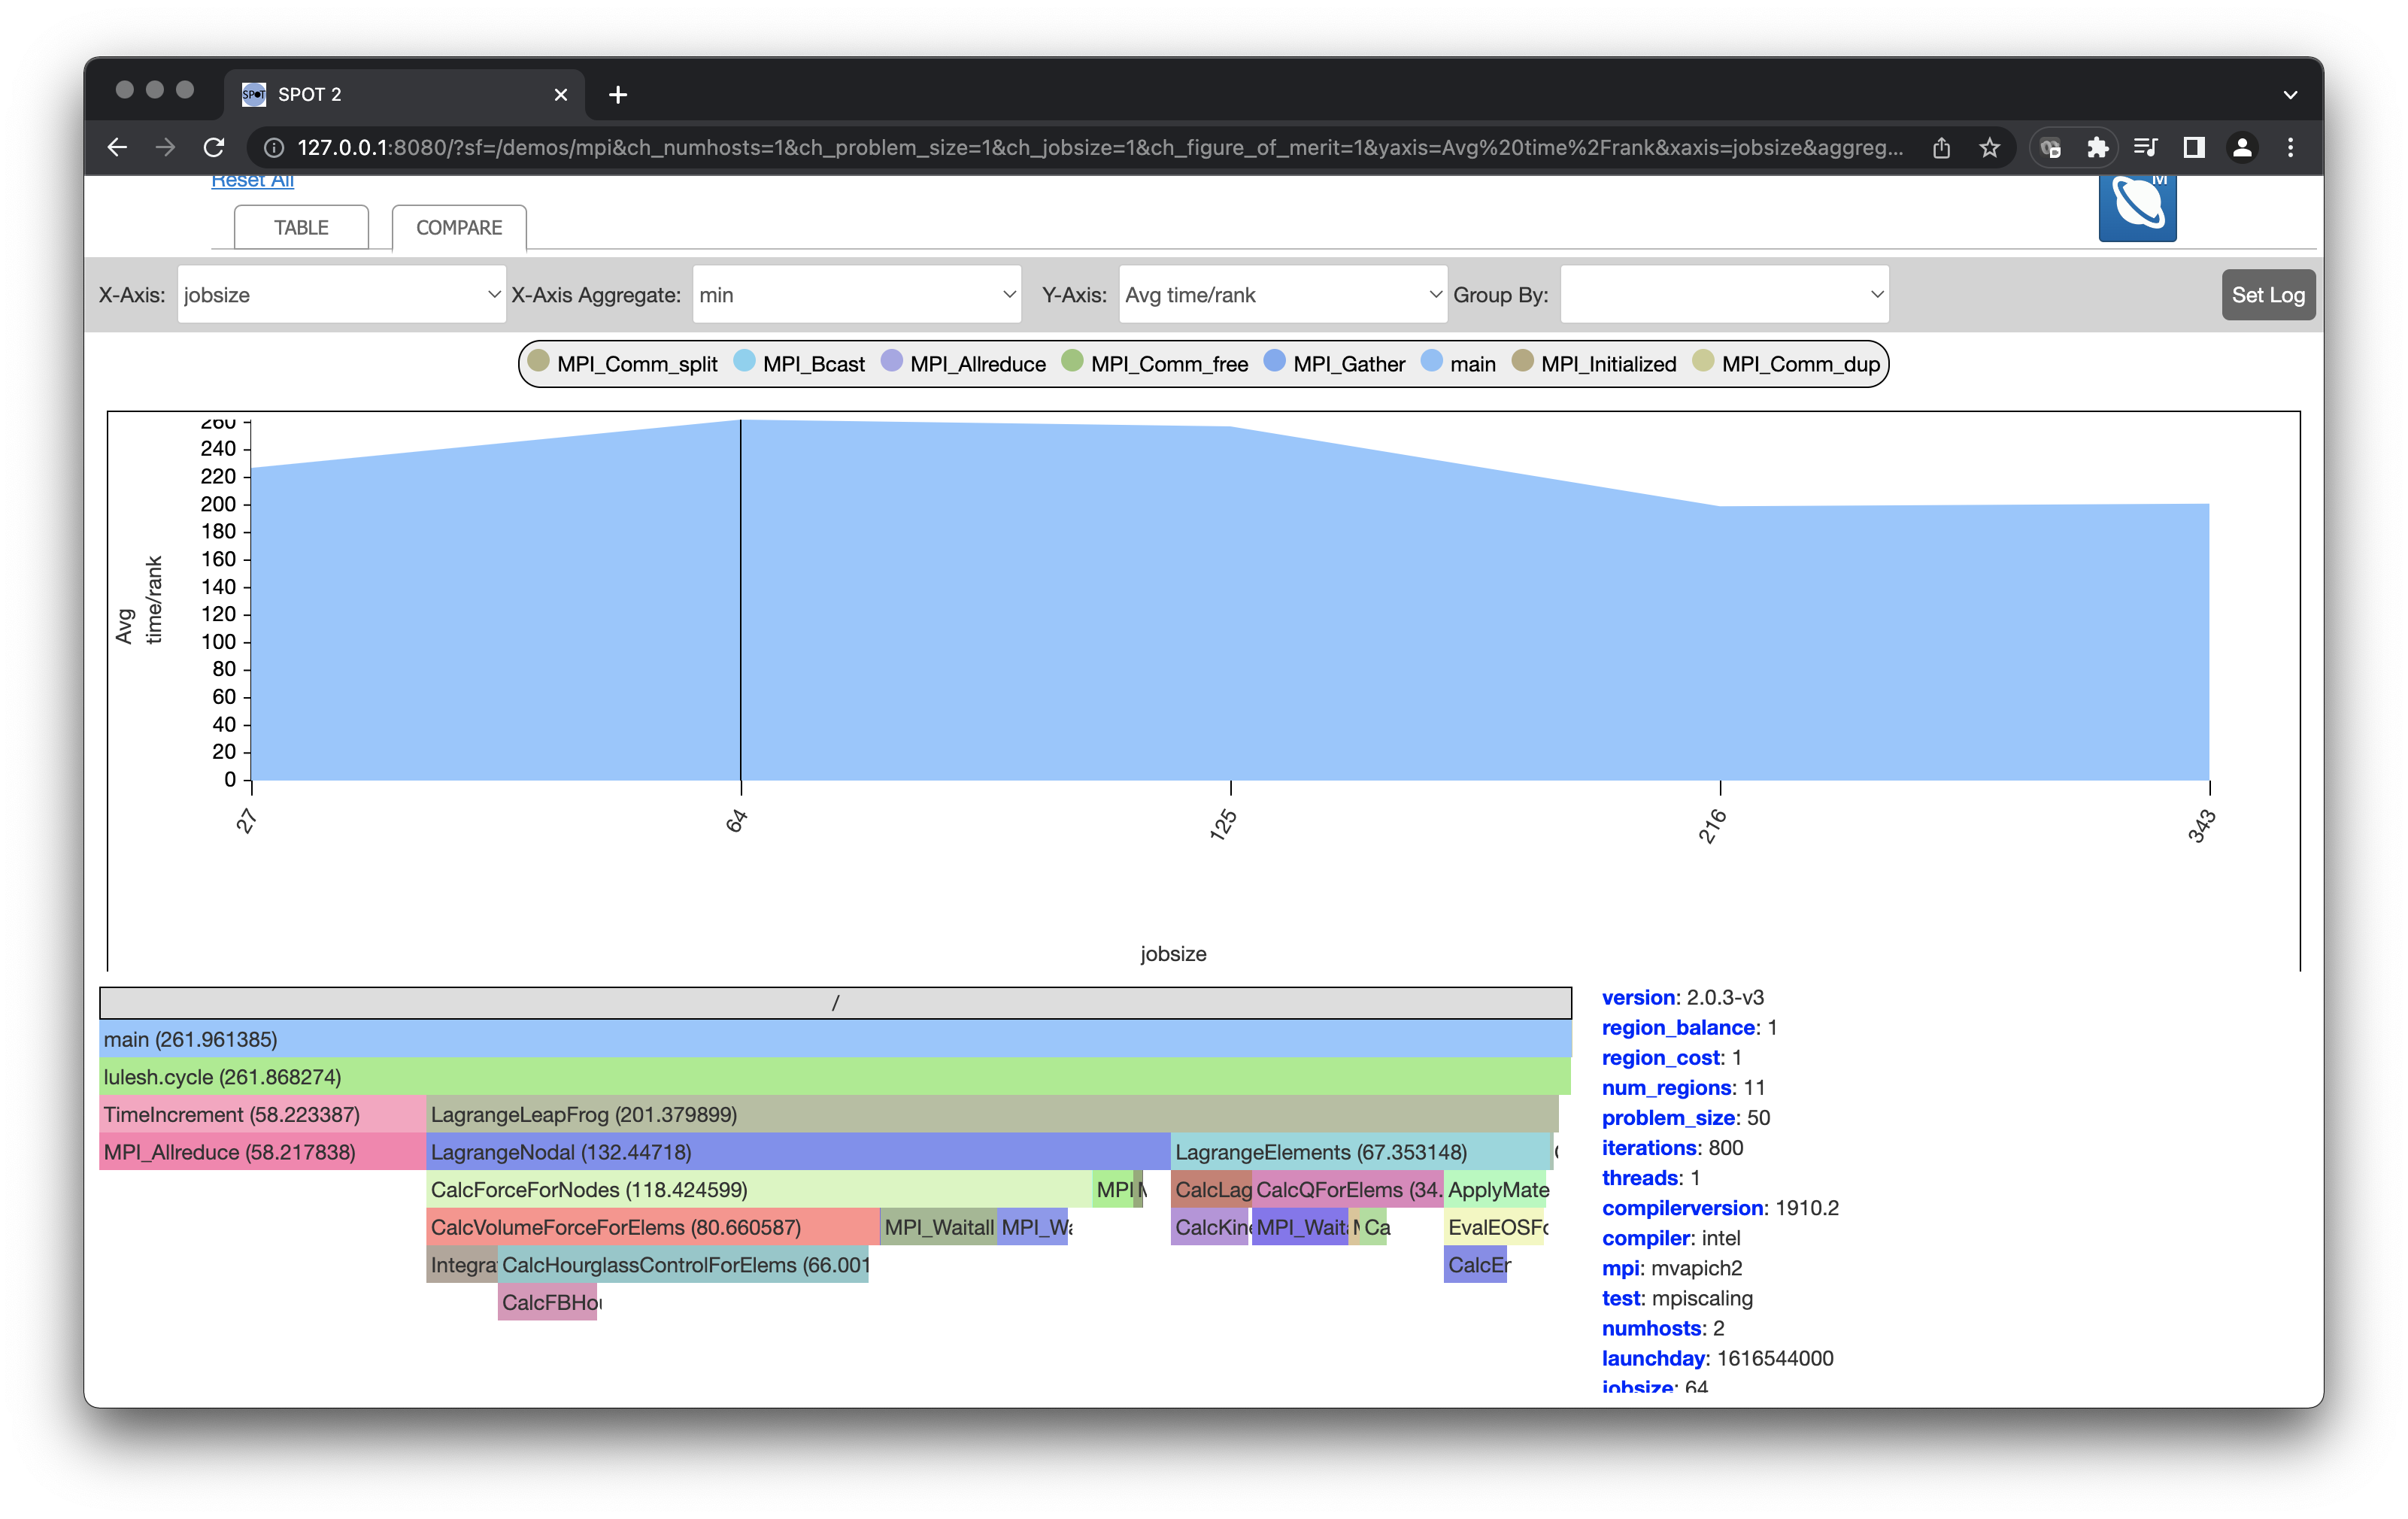 SPOT 2
127.0.0.1:8080/?sf=/demos/mpi&ch_numhosts=1&ch_problem_size=1&ch_jobsize=1&ch_figure_of_merit=1&yaxis=Avg%20time%2Frank&xaxis=jobsize&aggreg...
Reset All
M
TABLE COMPARE
X-Axis: jobsize X-Axis Aggregate: min Y-Axis: Avg time/rank Group By: Set Log
MPI_Comm_split MPI_Bcast MPI_Allreduce MPI_Comm_free MPI_Gather main MPI_Initialized MPI_Comm_dup
260
240
220
200
180
160
140
120
100
80
60
40
20
0
Avg
time/rank
27 64 125 216 343
jobsize
/
main (261.961385)
lulesh.cycle (261.868274)
TimeIncrement (58.223387) LagrangeLeapFrog (201.379899)
MPI_Allreduce (58.217838) LagrangeNodal (132.44718) LagrangeElements (67.353148)
CalcForceForNodes (118.424599) MPI CalcLag CalcQForElems (34. ApplyMate
CalcVolumeForceForElems (80.660587) MPI_Waitall MPI_Wa CalcKine MPI_Waita Ca EvalEOSFo
Integra CalcHourglassControlForElems (66.001 CalcEr
CalcFBHou
version: 2.0.3-v3
region_balance: 1
region_cost: 1
num_regions: 11
problem_size: 50
iterations: 800
threads: 1
compilerversion: 1910.2
compiler: intel
mpi: mvapich2
test: mpiscaling
numhosts: 2
launchday: 1616544000
jobsize: 64